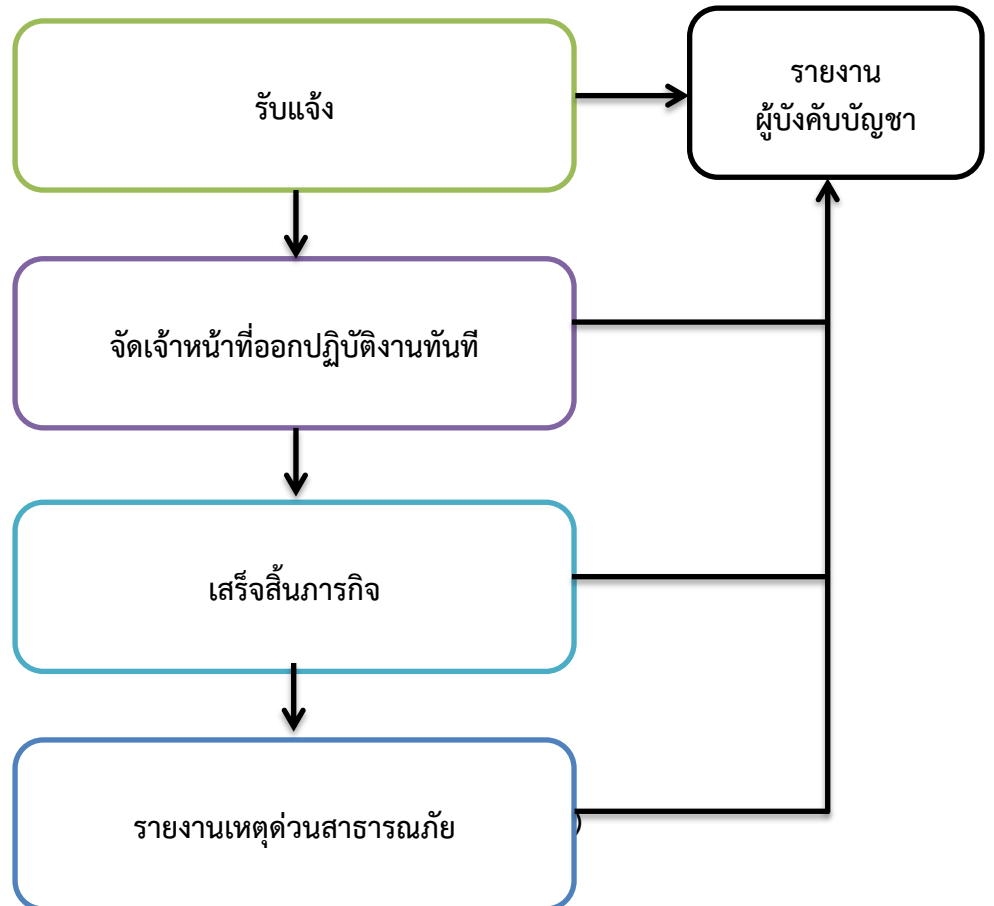 รับแจ้ง
รายงาน
ผู้บังคับบัญชา
จัดเจ้าหน้าที่ออกปฏิบัติงานทันที
เสร็จสิ้นภารกิจ
รายงานเหตุด่วนสาธารณภัย